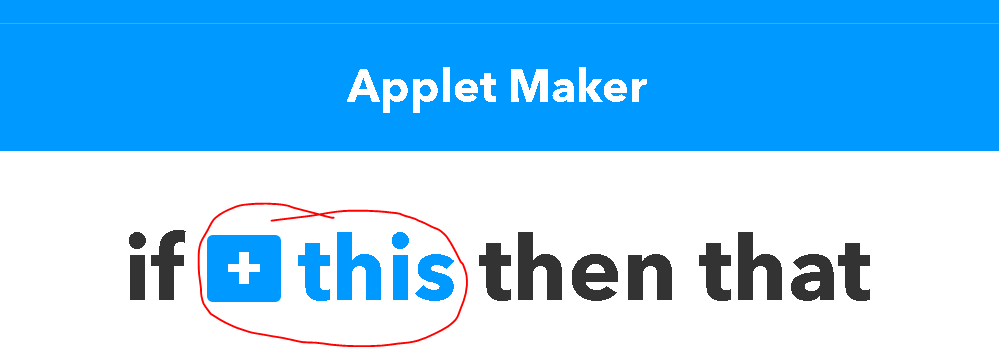 Applet Maker
if + this then that